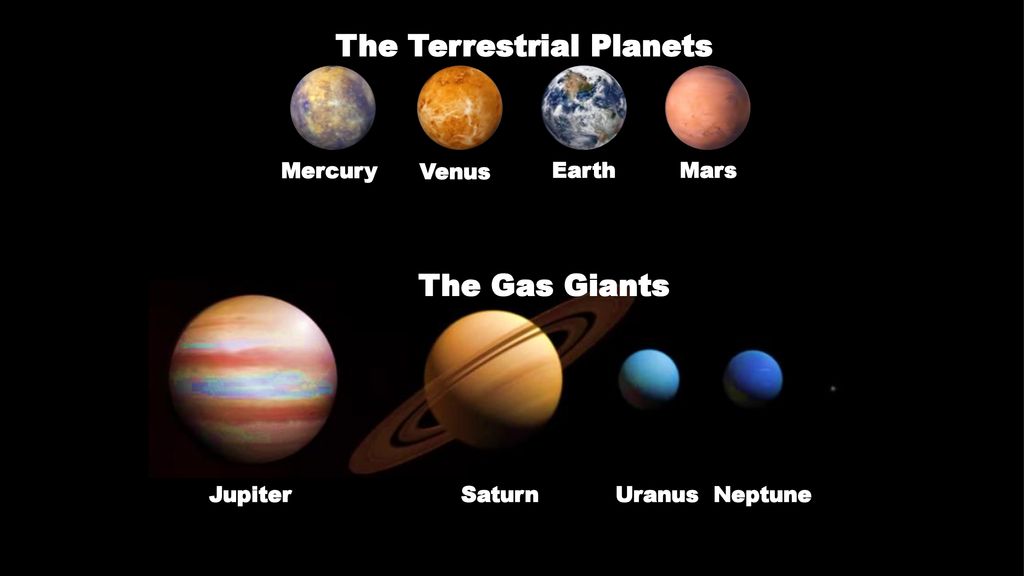 The Terrestrial Planets
Mercury Venus Earth Mars
The Gas Giants
Jupiter Saturn Uranus Neptune